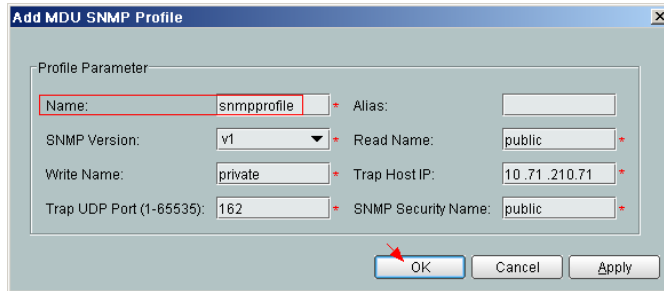 Add MDU SNMP Profile
Profile Parameter
Name: snmpprofile * Alias:
SNMP Version: v1 * Read Name: public *
Write Name: private * Trap Host IP: 10 .71 .210.71 *
Trap UDP Port (1-65535): 162 * SNMP Security Name: public *
OK Cancel Apply